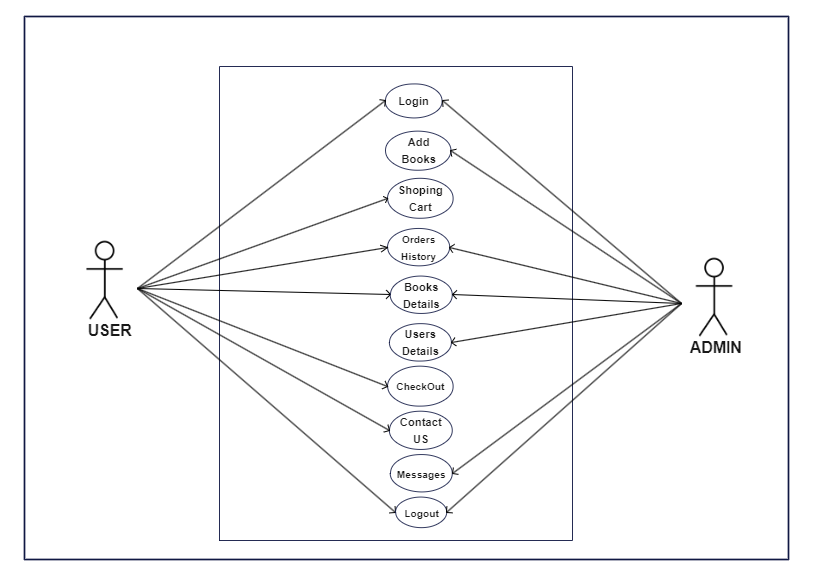 Login
Add
Books
Shoping
Cart
Orders
History
Books
Details
Users
Details
CheckOut
Contact
US
Messages
Logout
USER
ADMIN